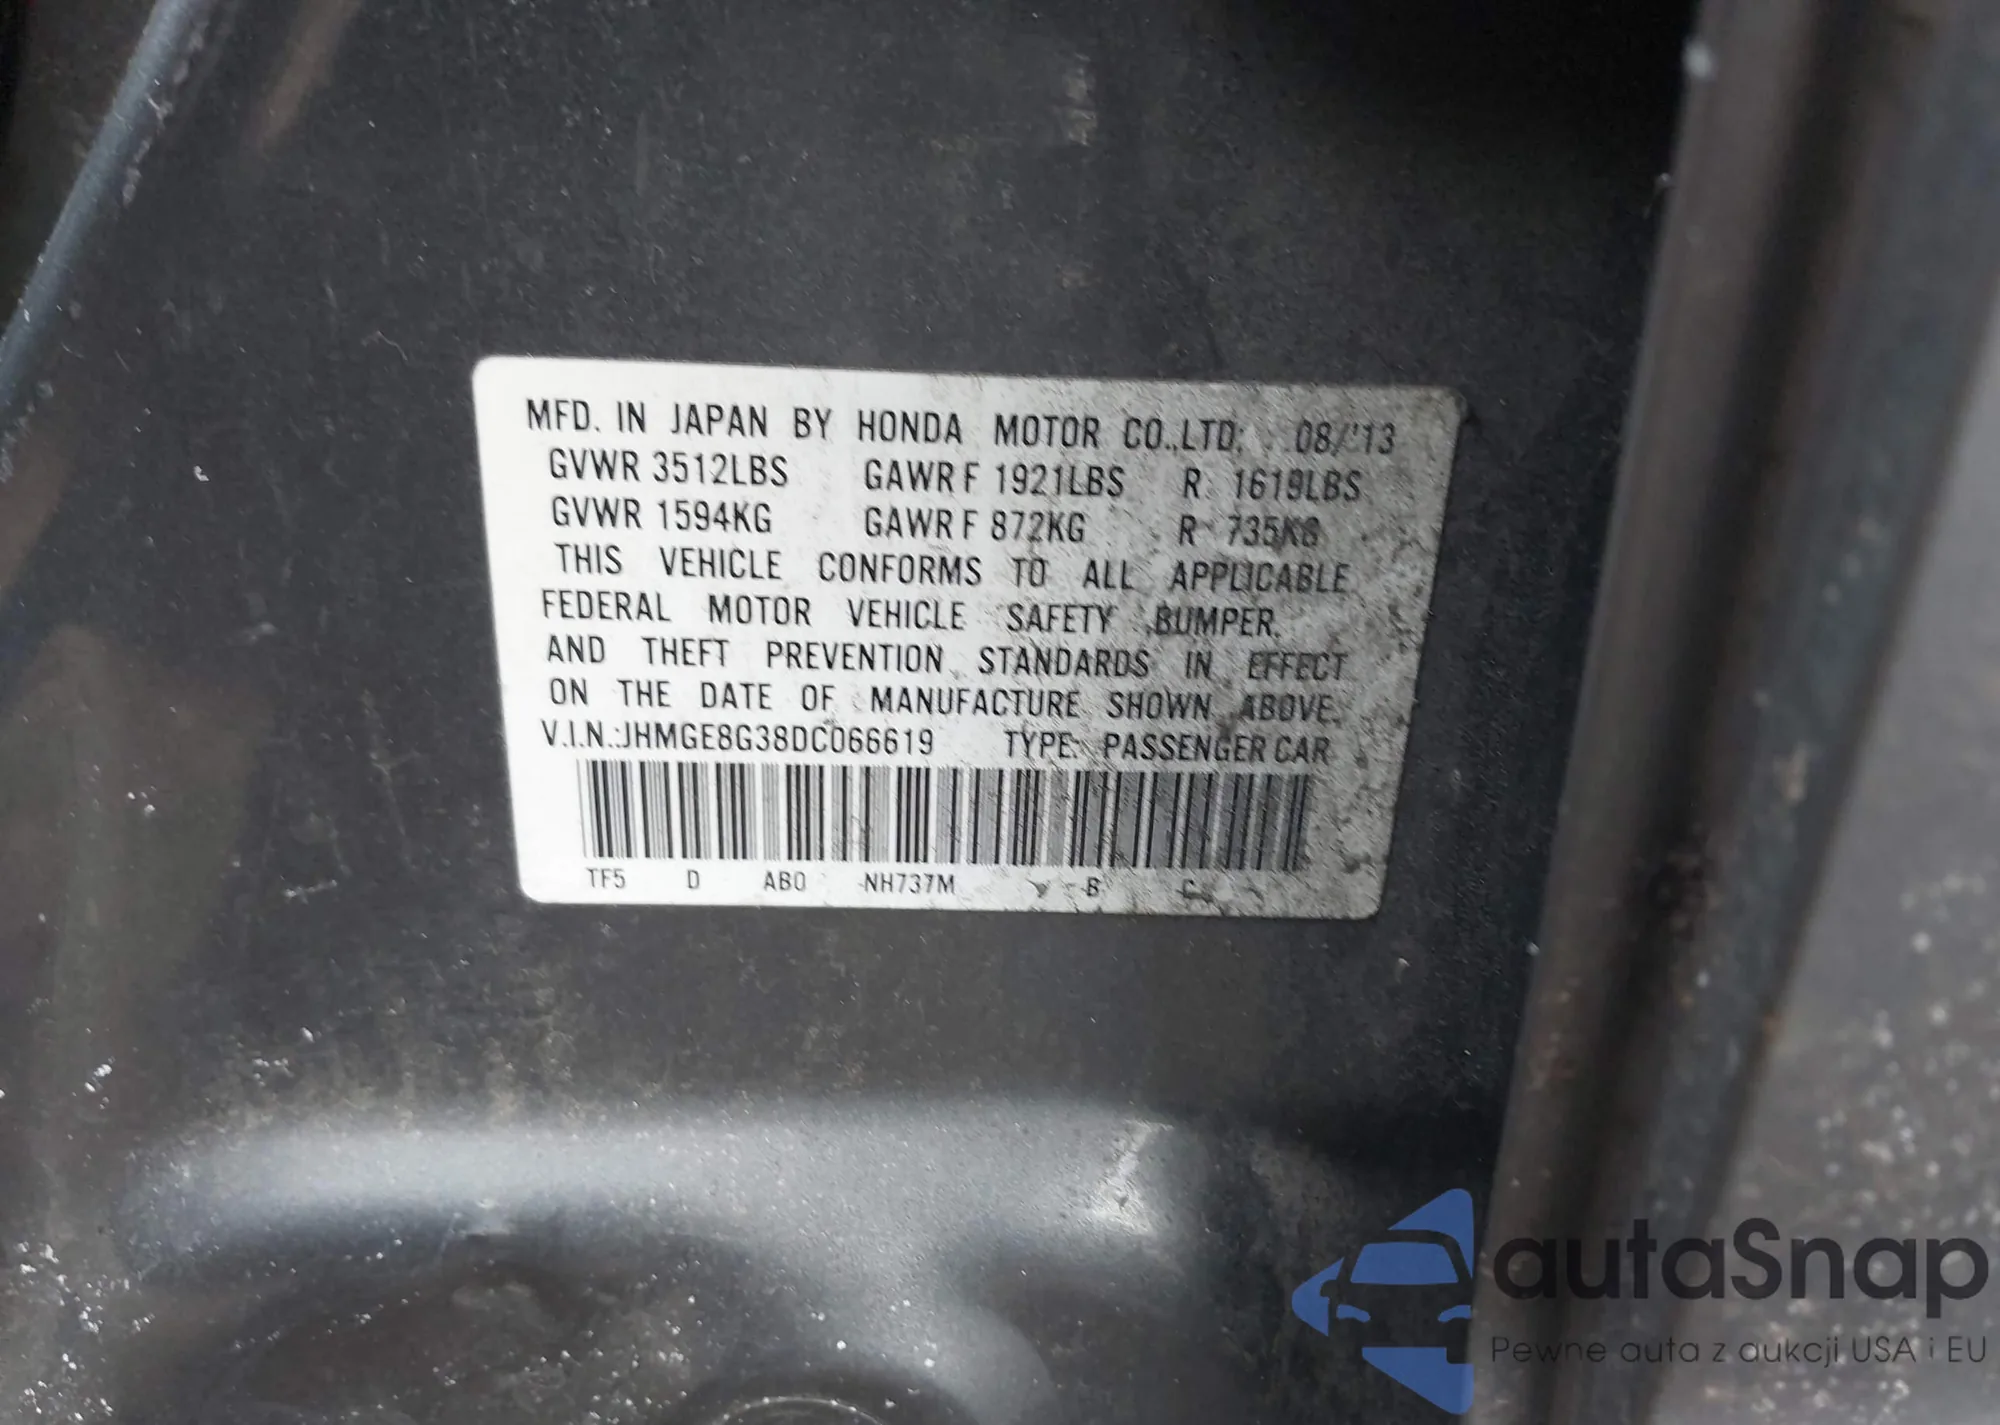 MFD. IN JAPAN BY HONDA MOTOR CO.,LTD. 08/'13
GVWR 3512LBS GAWR F 1921LBS R 1619LBS
GVWR 1594KG GAWR F 872KG R 735KG
THIS VEHICLE CONFORMS TO ALL APPLICABLE
FEDERAL MOTOR VEHICLE SAFETY BUMPER
AND THEFT PREVENTION STANDARDS IN EFFECT
ON THE DATE OF MANUFACTURE SHOWN ABOVE.
V.I.N.:JHMGE8G38DC066619 TYPE: PASSENGER CAR
TF5 D AB0 NH737M B C
autaSnap
Pewne auta z aukcji USA i EU